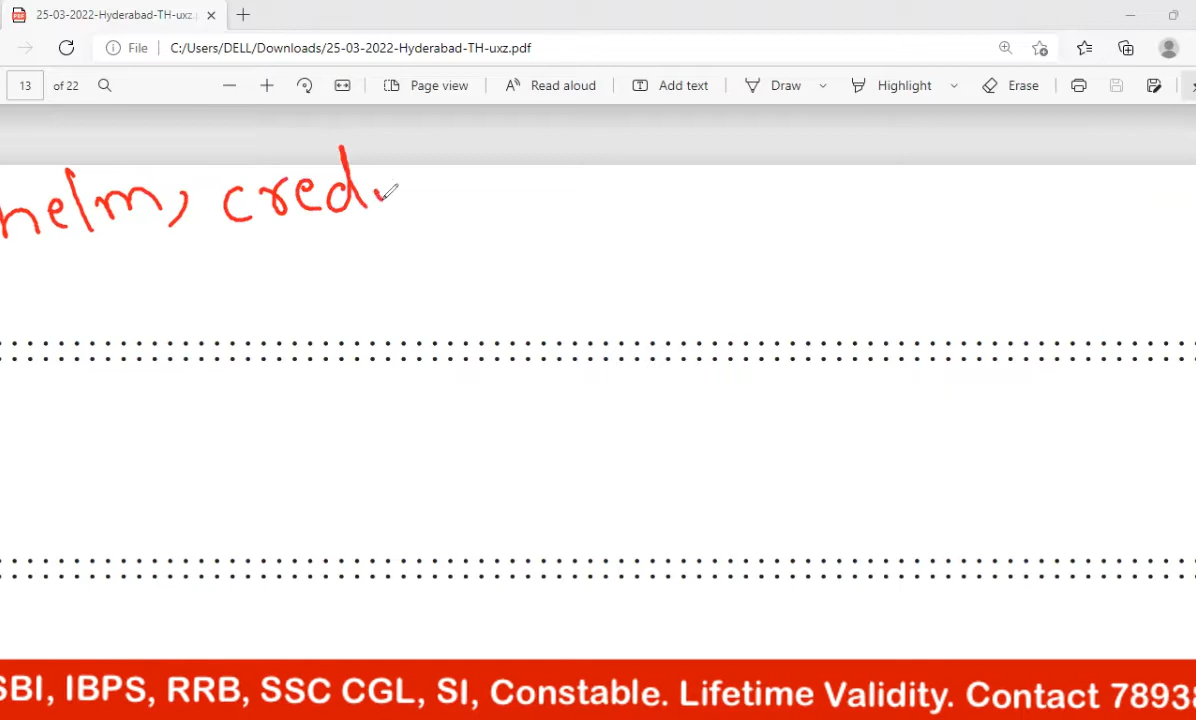 25-03-2022-Hyderabad-TH-uxz.p
File C:/Users/DELL/Downloads/25-03-2022-Hyderabad-TH-uxz.pdf
13 of 22 Page view Read aloud Add text Draw Highlight Erase
helm, cred
SBI, IBPS, RRB, SSC CGL, SI, Constable. Lifetime Validity. Contact 7893